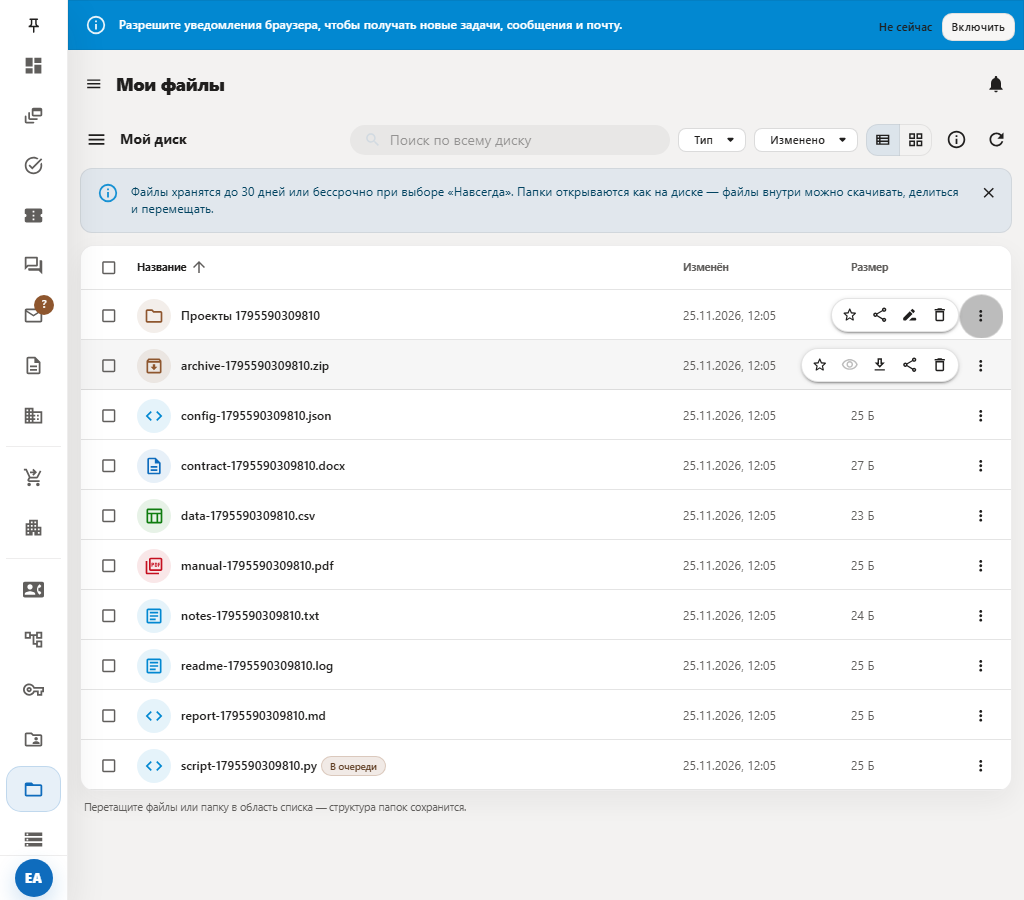 Разрешите уведомления браузера, чтобы получать новые задачи, сообщения и почту.
Не сейчас
Включить
Мои файлы
Мой диск
Поиск по всему диску
Тип
Изменено
Файлы хранятся до 30 дней или бессрочно при выборе «Навсегда». Папки открываются как на диске — файлы внутри можно скачивать, делиться
и перемещать.
Название
Изменён
Размер
Проекты 1795590309810
25.11.2026, 12:05
archive-1795590309810.zip
25.11.2026, 12:05
config-1795590309810.json
25.11.2026, 12:05
25 Б
contract-1795590309810.docx
25.11.2026, 12:05
27 Б
data-1795590309810.csv
25.11.2026, 12:05
23 Б
PDF
manual-1795590309810.pdf
25.11.2026, 12:05
25 Б
notes-1795590309810.txt
25.11.2026, 12:05
24 Б
readme-1795590309810.log
25.11.2026, 12:05
25 Б
report-1795590309810.md
25.11.2026, 12:05
25 Б
script-1795590309810.py
В очереди
25.11.2026, 12:05
25 Б
Перетащите файлы или папку в область списка — структура папок сохранится.
?
EA